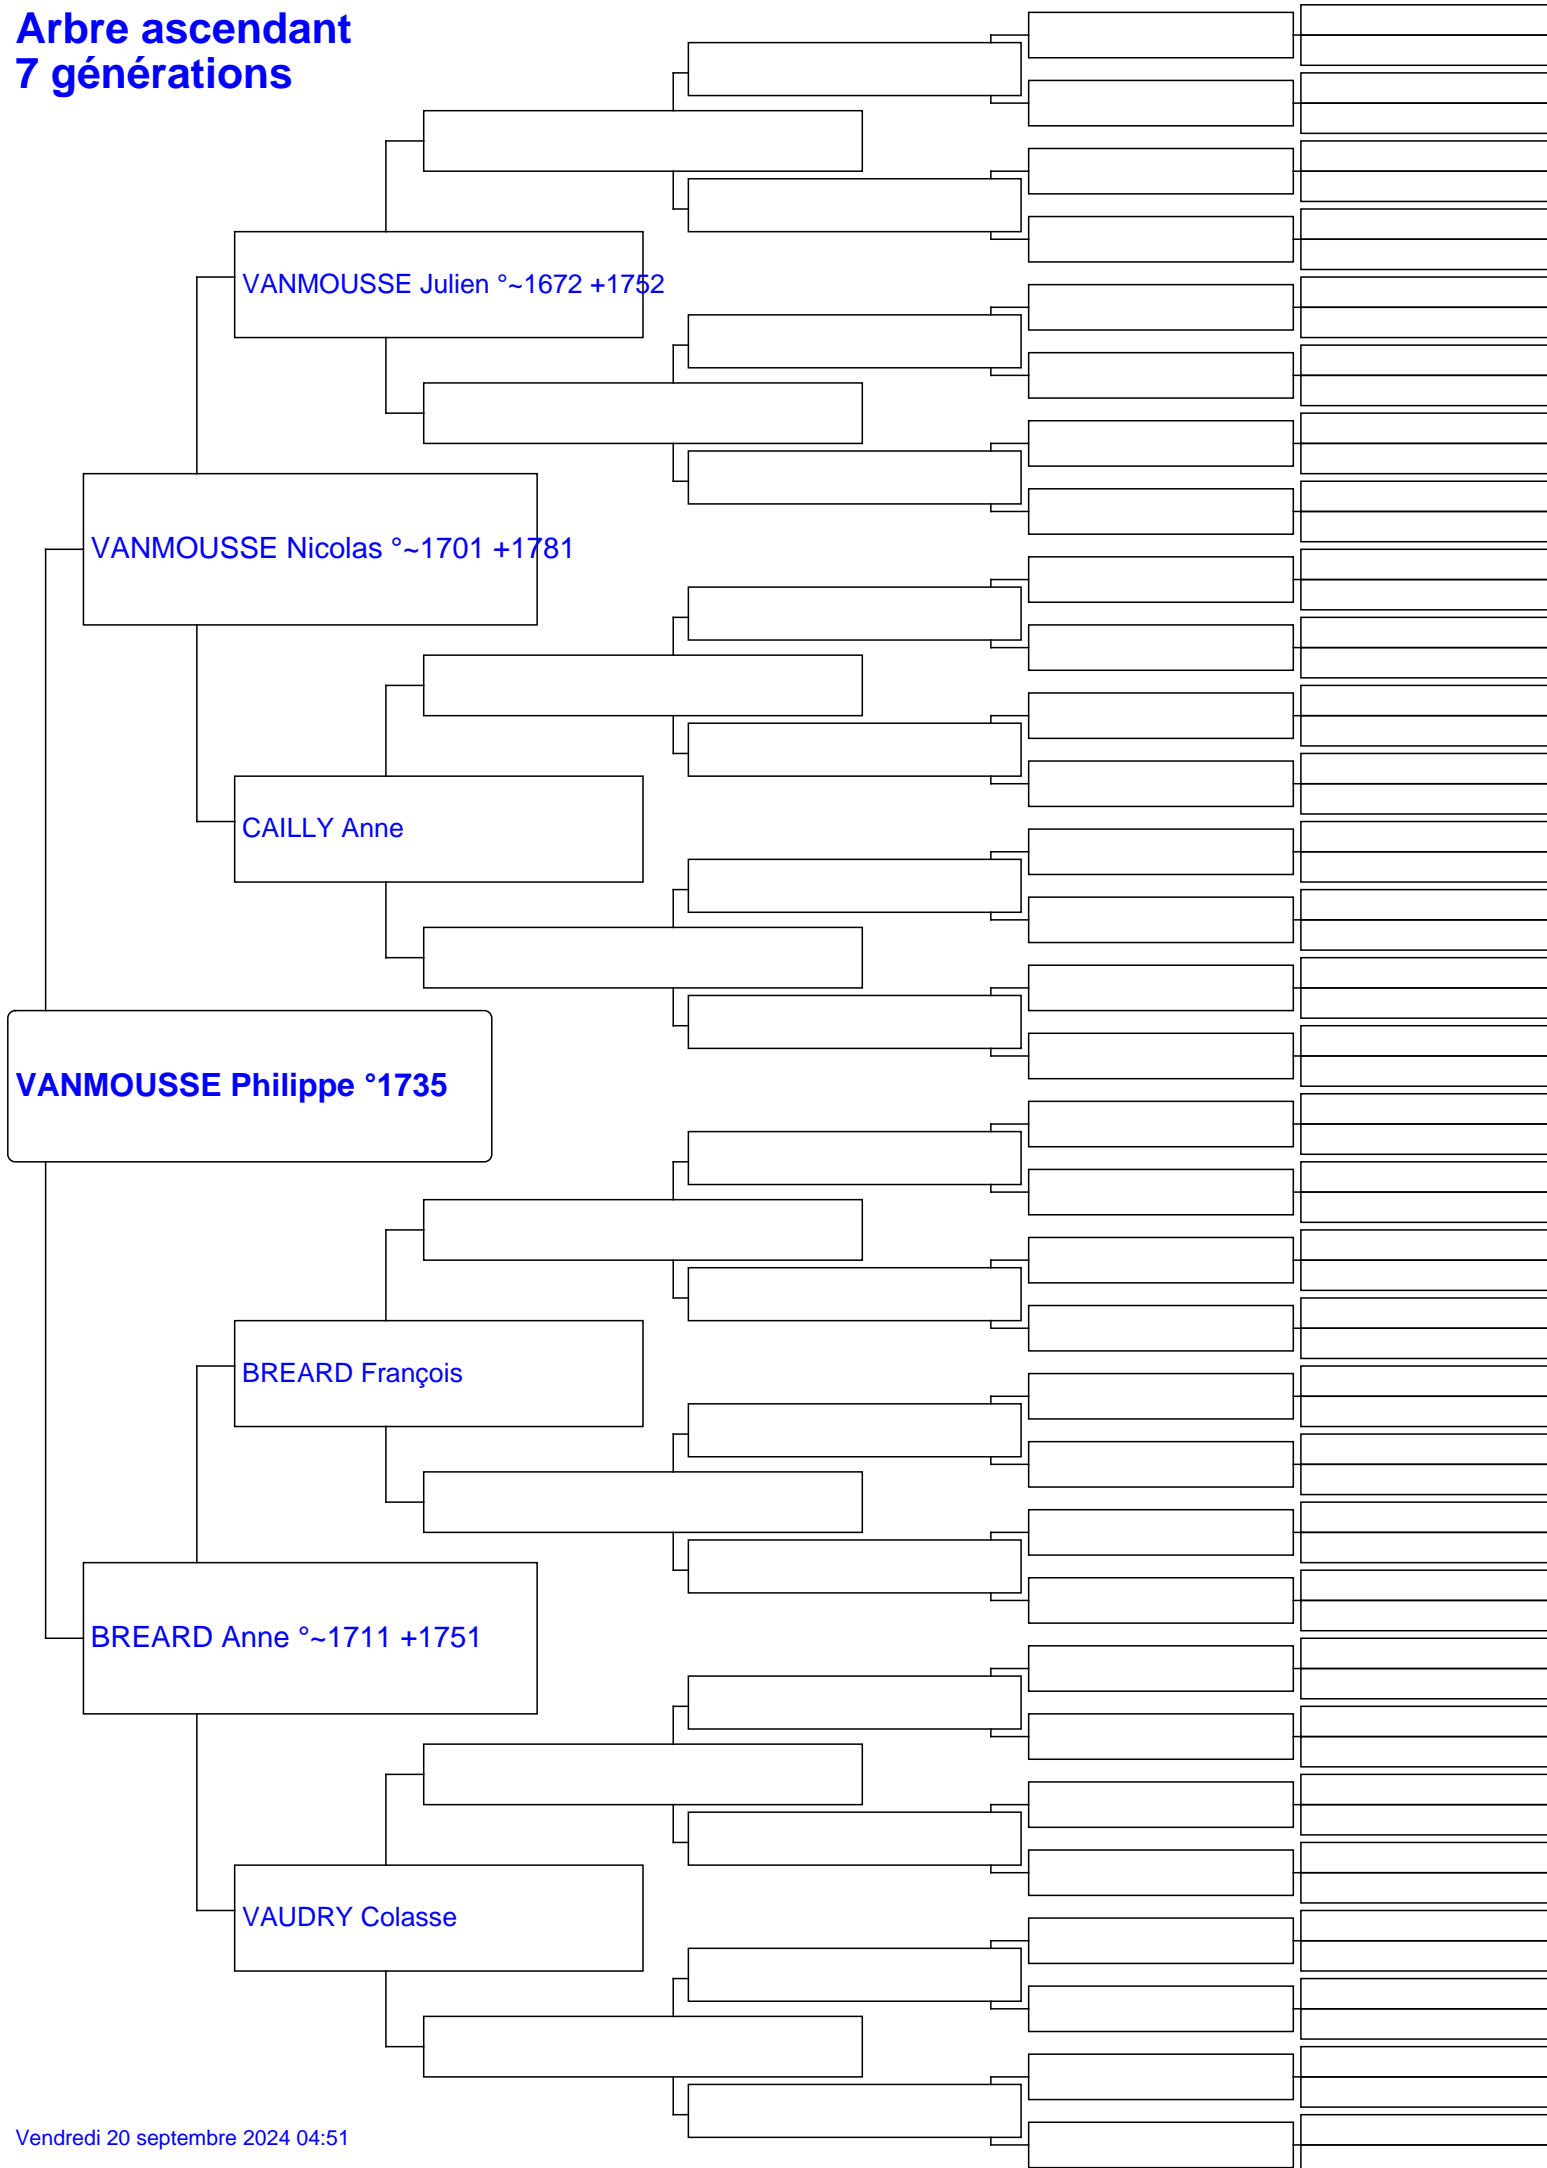 Arbre ascendant
7 générations
VANMOUSSE Julien °~1672 +1752
VANMOUSSE Nicolas °~1701 +1781
CAILLY Anne
VANMOUSSE Philippe °1735
BREARD François
BREARD Anne °~1711 +1751
VAUDRY Colasse
Vendredi 20 septembre 2024 04:51